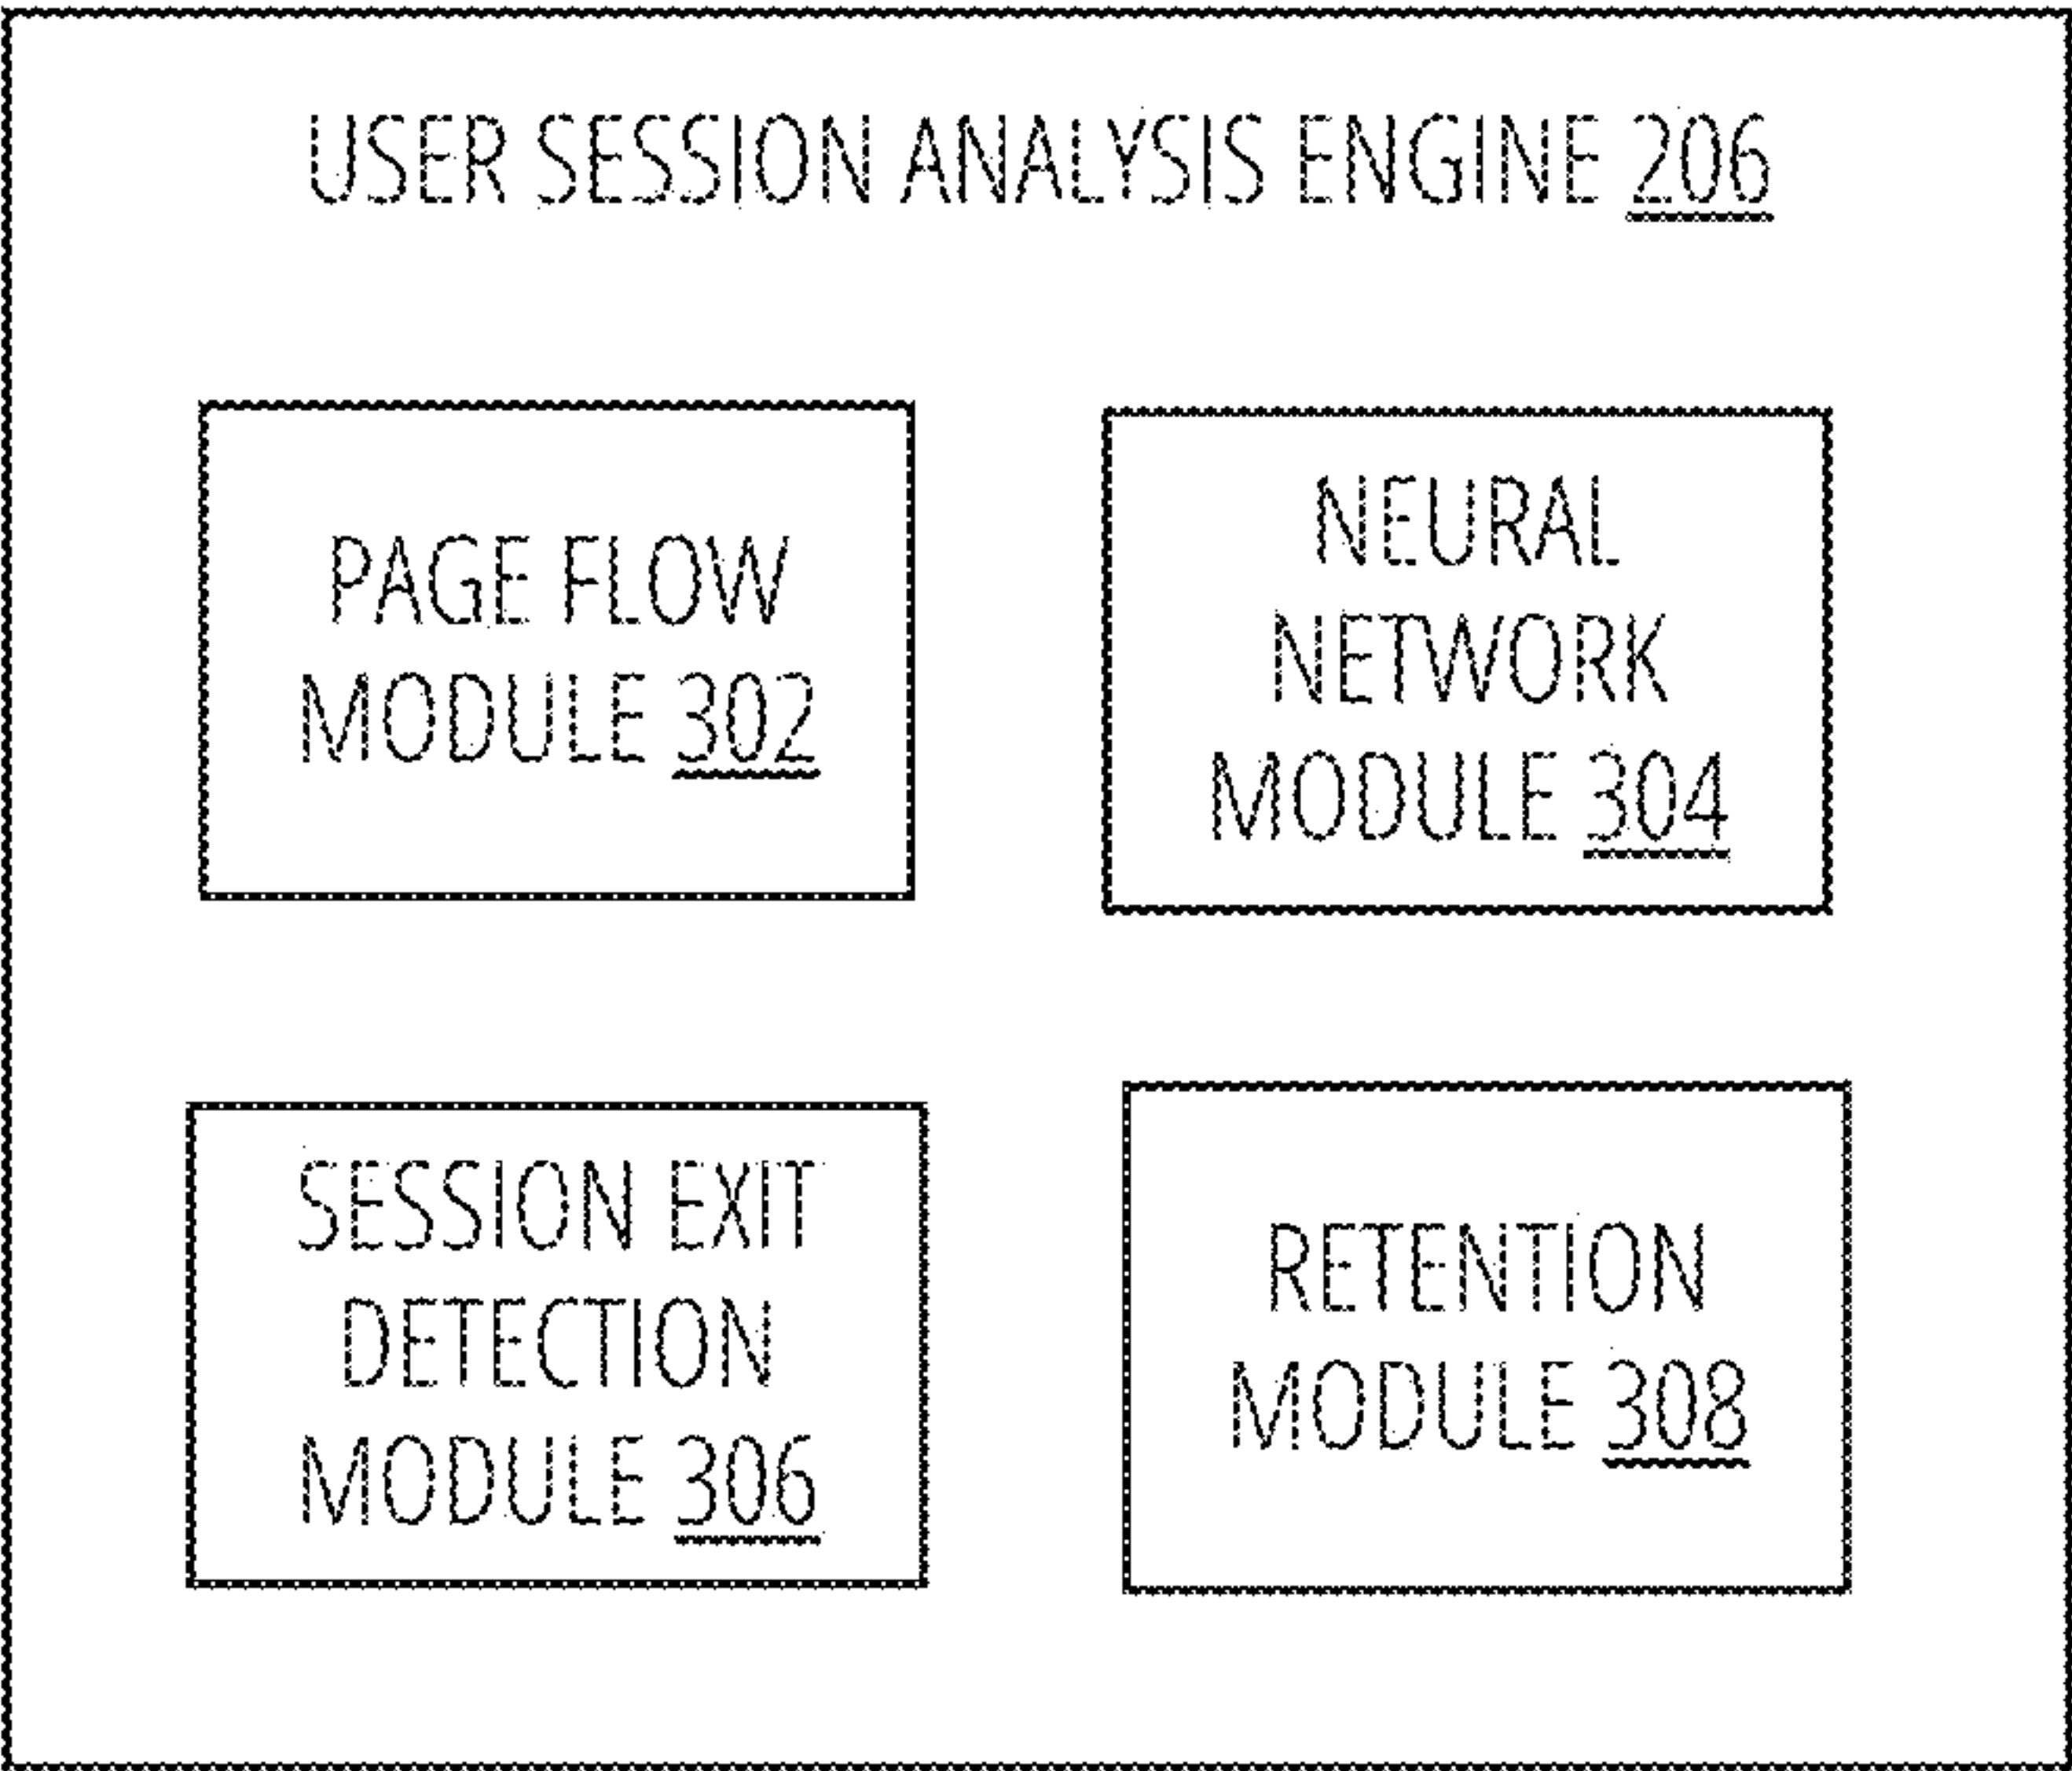 USER SESSION ANALYSIS ENGINE 206
PAGE FLOW
MODULE 302
NEURAL
NETWORK
MODULE 304
SESSION EXIT
DETECTION
MODULE 306
RETENTION
MODULE 308